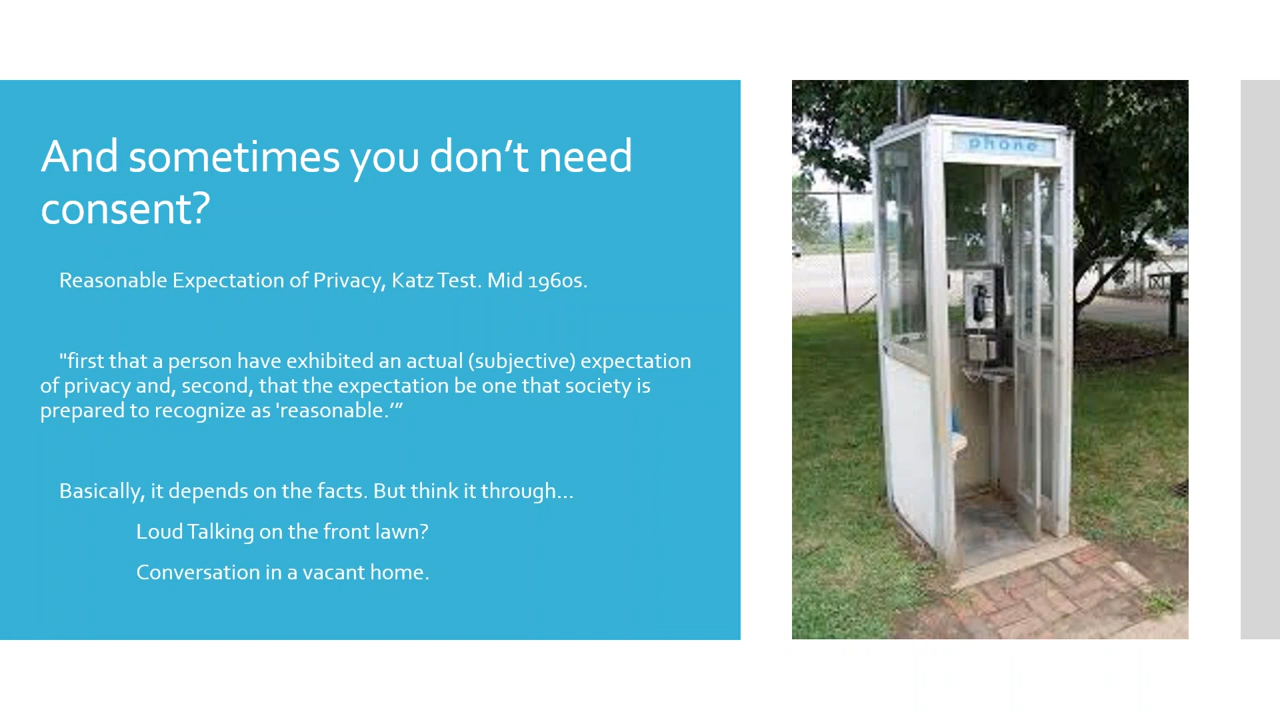 And sometimes you don't need
consent?
Reasonable Expectation of Privacy, Katz Test. Mid 1960s.
"first that a person have exhibited an actual (subjective) expectation
of privacy and, second, that the expectation be one that society is
prepared to recognize as 'reasonable.'”
Basically, it depends on the facts. But think it through…
Loud Talking on the front lawn?
Conversation in a vacant home.
phone